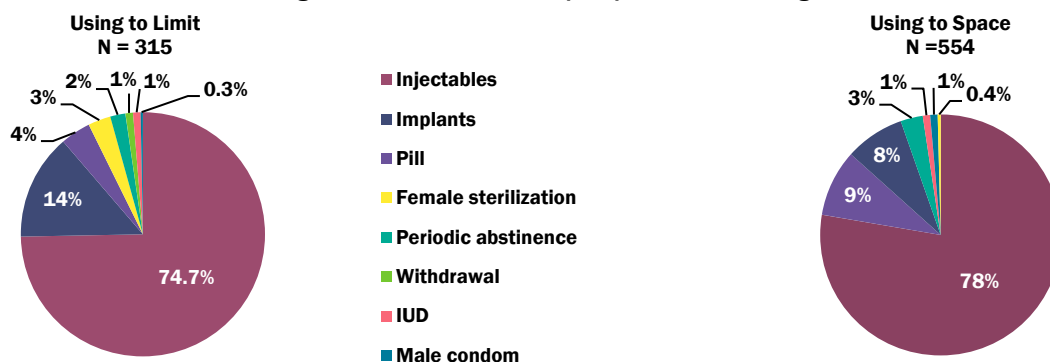 Using to Limit
N = 315
2%
1%
1%
0.3%
3%
4%
14%
74.7%
Injectables
Implants
Pill
Female sterilization
Periodic abstinence
Withdrawal
IUD
Male condom
Using to Space
N =554
1%
1%
0.4%
3%
8%
9%
78%